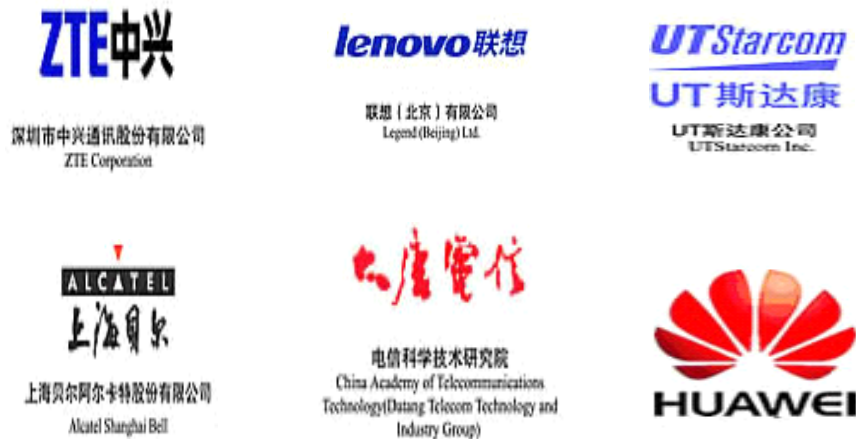 ZTE中兴
深圳市中兴通讯股份有限公司
ZTE Corporation
lenovo联想
联想（北京）有限公司
Legend (Beijing) Ltd.
UTStarcom
UT斯达康
UT斯达康公司
UTStarcom Inc.
ALCATEL
上海贝尔
上海贝尔阿尔卡特股份有限公司
Alcatel Shanghai Bell
大唐電信
电信科学技术研究院
China Academy of Telecommunications
Technology(Datang Telecom Technology and
Industry Group)
HUAWEI